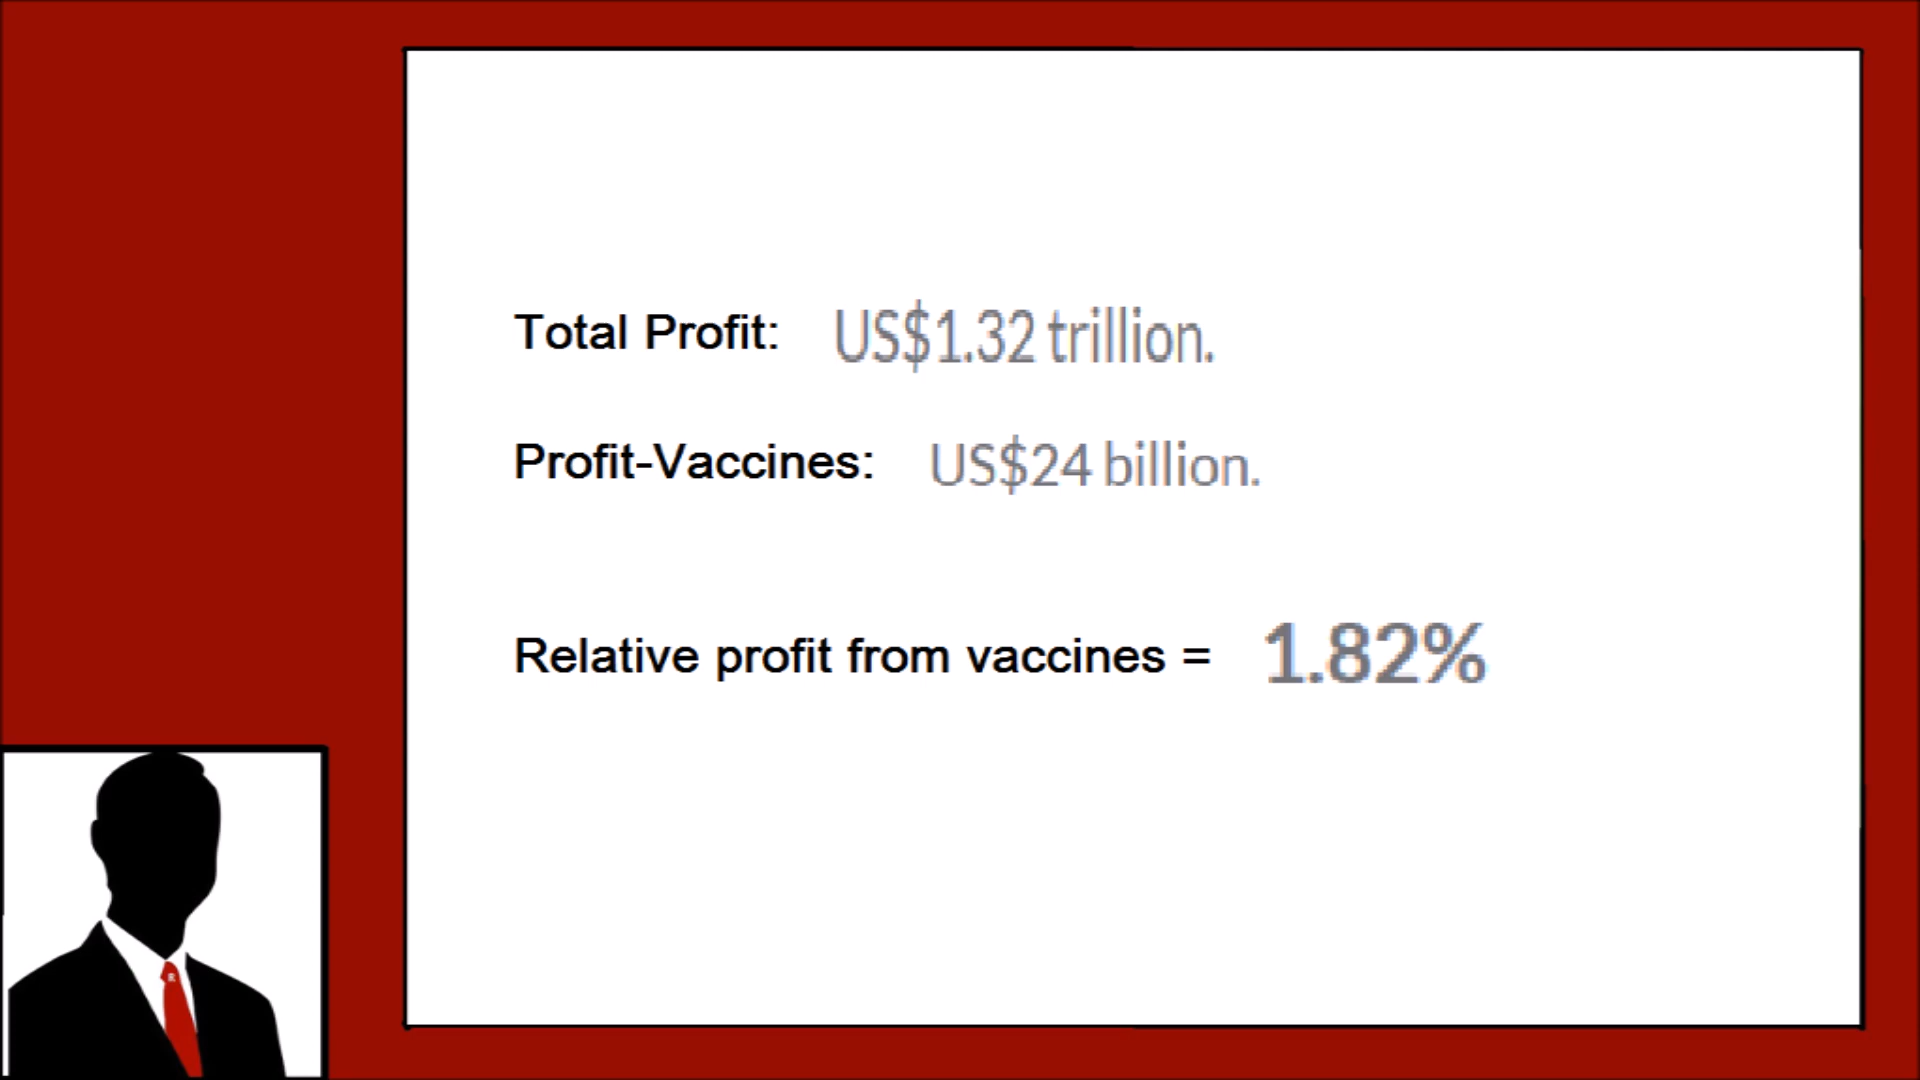 Total Profit: US$1.32 trillion.
Profit-Vaccines: US$24 billion.
Relative profit from vaccines = 1.82%
R